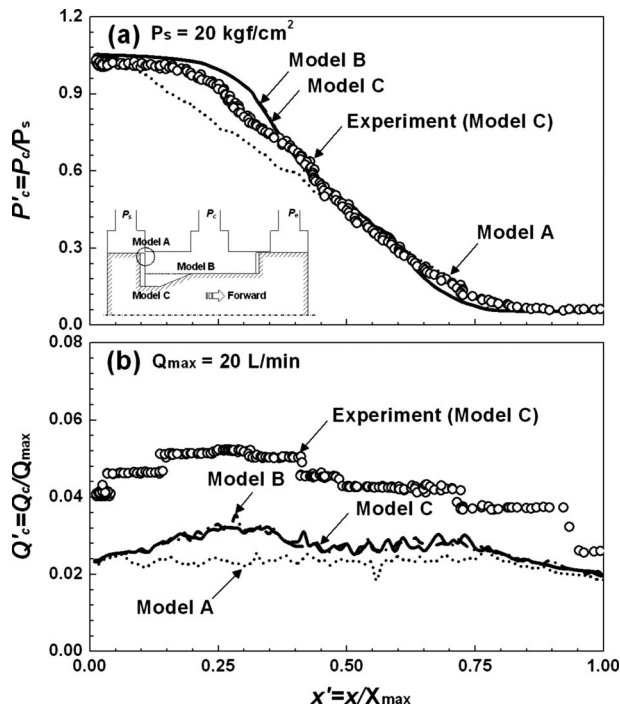 (a) Ps = 20 kgf/cm²
Model B
Model C
Experiment (Model C)
Model A
P'c=Pc/Ps
1.2
0.9
0.6
0.3
0.0
Ps
Pc
Pe
Model A
Model B
Model C
Forward
(b) Qmax = 20 L/min
Experiment (Model C)
Model B
Model C
Model A
Q'c=Qc/Qmax
0.08
0.06
0.04
0.02
0.00
0.00 0.25 0.50 0.75 1.00
x'=x/Xmax